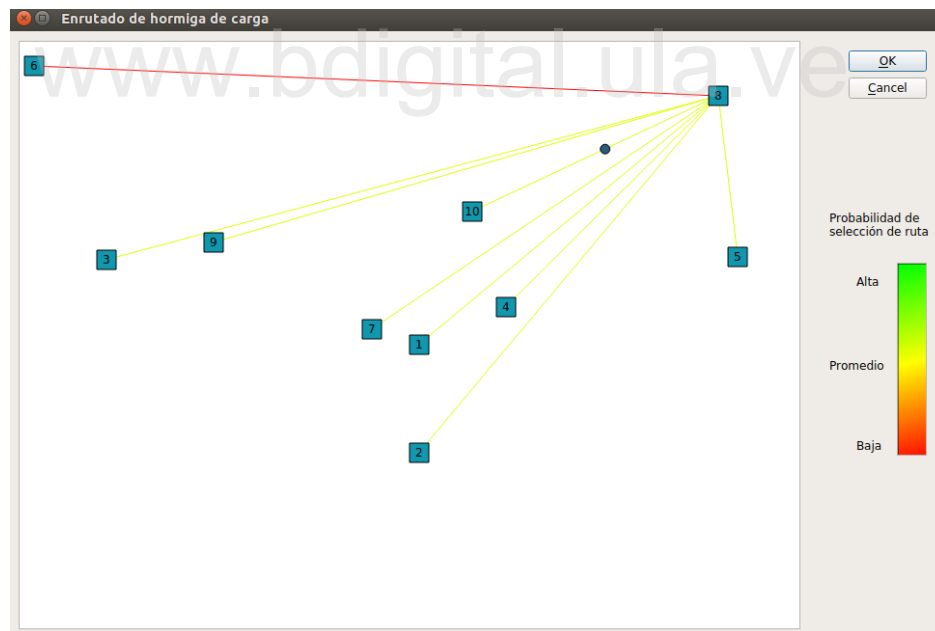 Enrutado de hormiga de carga
www.bdigital.ula.ve
6
8
OK
Cancel
10
9
3
5
Probabilidad de
selección de ruta
Alta
4
7
1
Promedio
Baja
2